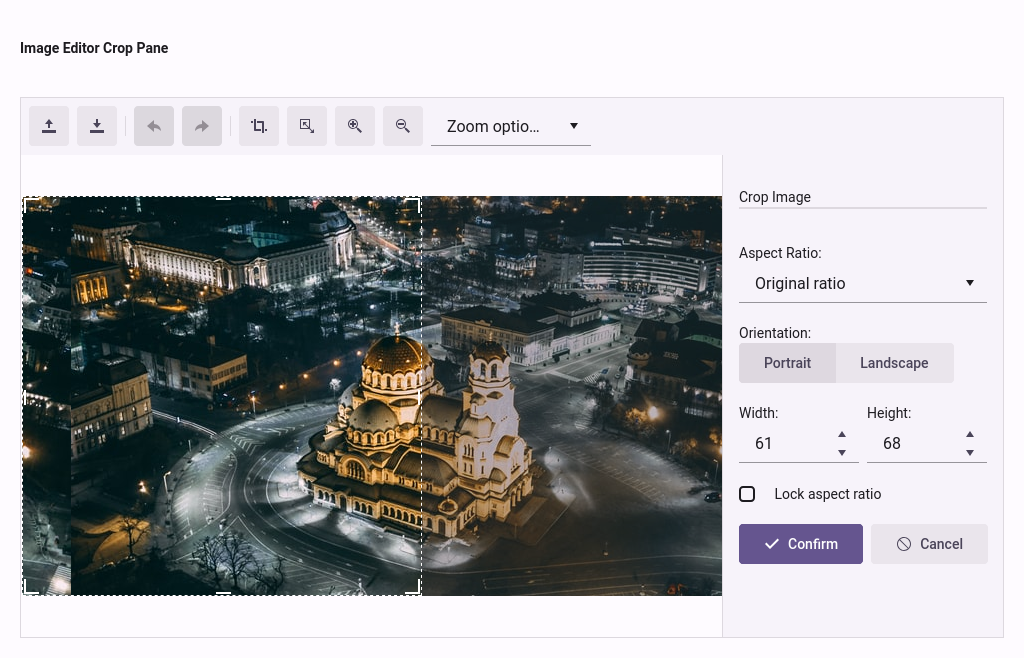 Image Editor Crop Pane
Zoom optio...
Crop Image
Aspect Ratio:
Original ratio
Orientation:
Portrait Landscape
Width: Height:
61 68
Lock aspect ratio
Confirm Cancel